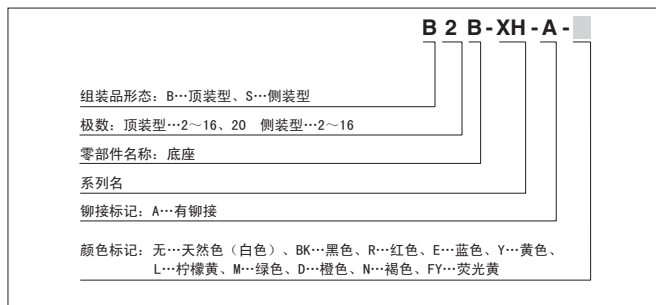 B 2 B-XH-A-
组装品形态：B…顶装型、S…侧装型
极数：顶装型…2～16、20　侧装型…2～16
零部件名称：底座
系列名
铆接标记：A…有铆接
颜色标记：无…天然色（白色）、BK…黑色、R…红色、E…蓝色、Y…黄色、
L…柠檬黄、M…绿色、D…橙色、N…褐色、FY…荧光黄